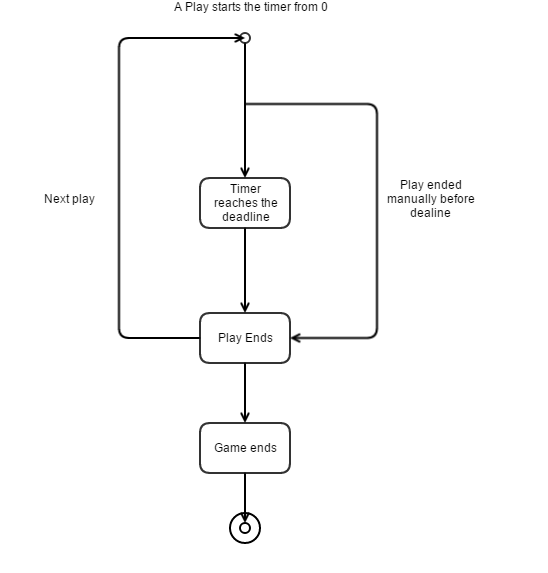 A Play starts the timer from 0
Timer
reaches the
deadline
Next play
Play ended
manually before
dealine
Play Ends
Game ends